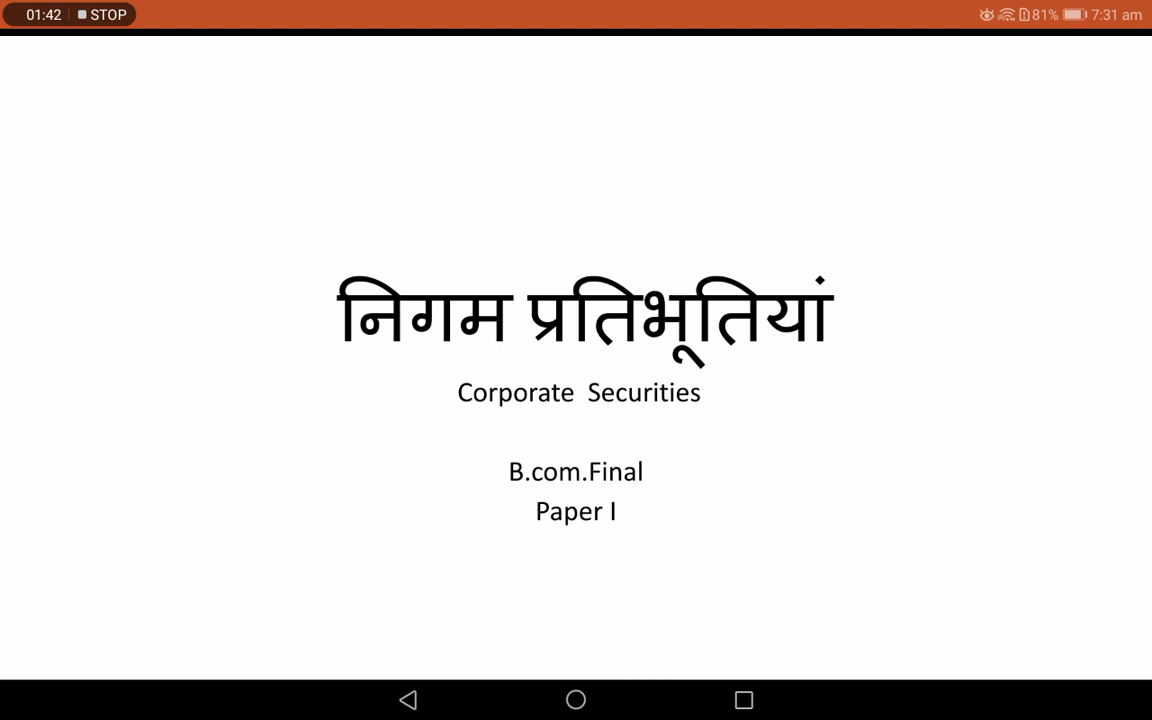 01:42 STOP 81% 7:31 am
निगम प्रतिभूतियां
Corporate Securities
B.com.Final
Paper I